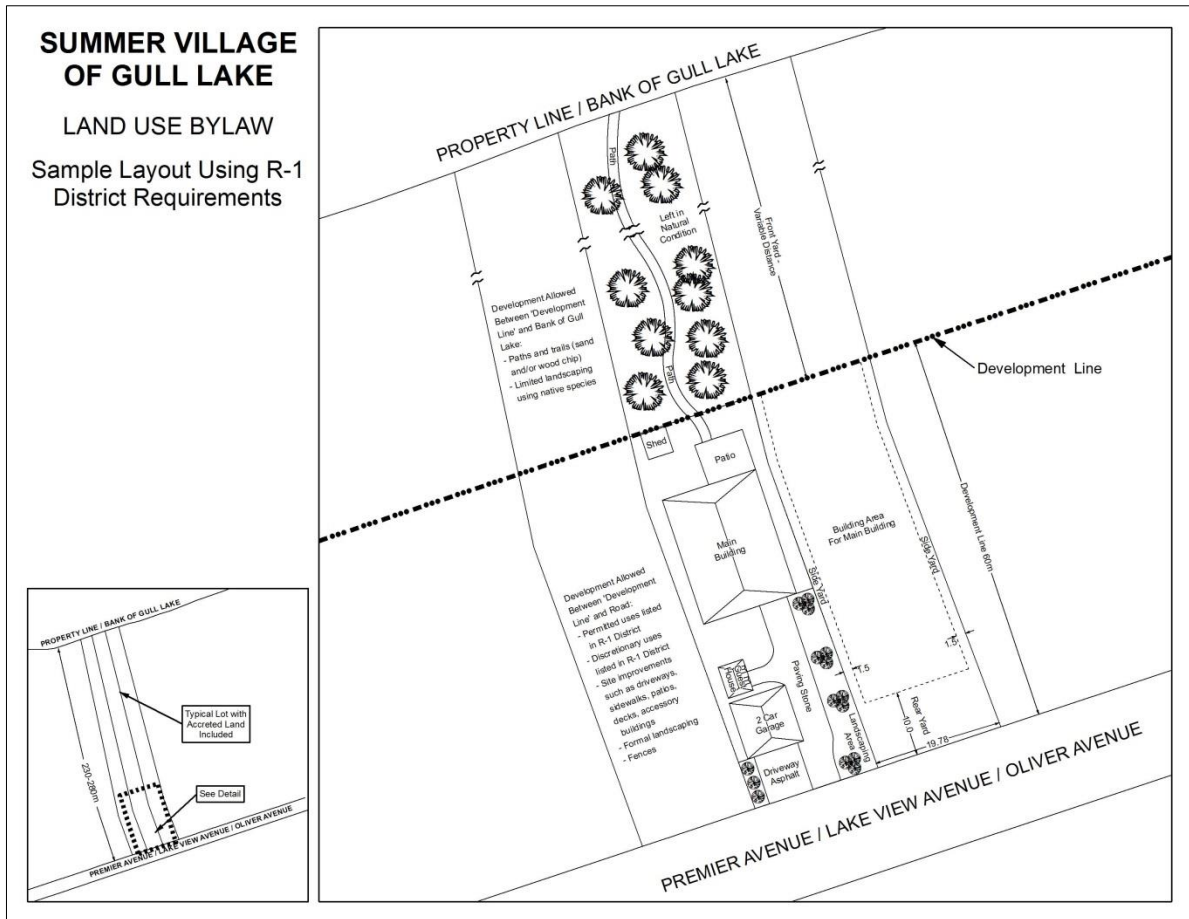 SUMMER VILLAGE
OF GULL LAKE
LAND USE BYLAW
Sample Layout Using R-1
District Requirements
PROPERTY LINE / BANK OF GULL LAKE
Path
Left in
Natural
Condition
Front Yard -
Variable Distance
Development Allowed
Between 'Development
Line' and Bank of Gull
Lake:
- Paths and trails (sand
and/or wood chip)
- Limited landscaping
using native species
Path
Development Line
Shed
Patio
Main
Building
Building Area
For Main Building
Side Yard
Side Yard
Development Line 60m
Development Allowed
Between 'Development
Line' and Road:
- Permitted uses listed
in R-1 District
- Discretionary uses
listed in R-1 District
- Site improvements
such as driveways,
sidewalks, patios,
decks, accessory
buildings
- Formal landscaping
- Fences
Guest
House
2 Car
Garage
Paving Stone
Landscaping
Area
Driveway
Asphalt
1.5
1.5
Rear Yard
10.0
19.78
PREMIER AVENUE / LAKE VIEW AVENUE / OLIVER AVENUE
PROPERTY LINE / BANK OF GULL LAKE
Typical Lot with
Accreted Land
Included
230-280m
See Detail
PREMIER AVENUE / LAKE VIEW AVENUE / OLIVER AVENUE